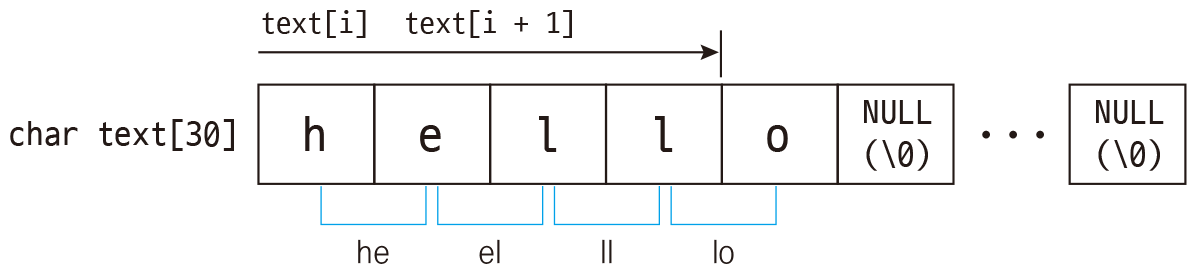 text[i] text[i + 1]
char text[30] h e l l o NULL (\0) ··· NULL (\0)
he el ll lo